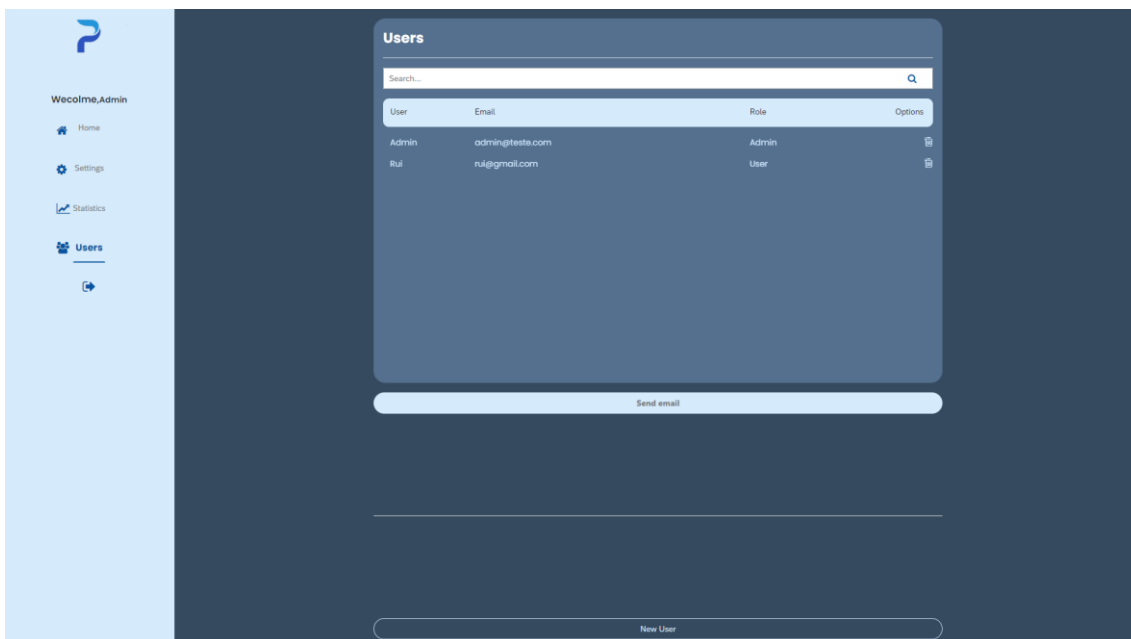 Wecolme,Admin
Home
Settings
Statistics
Users
Users
Search...
User Email Role Options
Admin admin@teste.com Admin
Rui rui@gmail.com User
Send email
New User